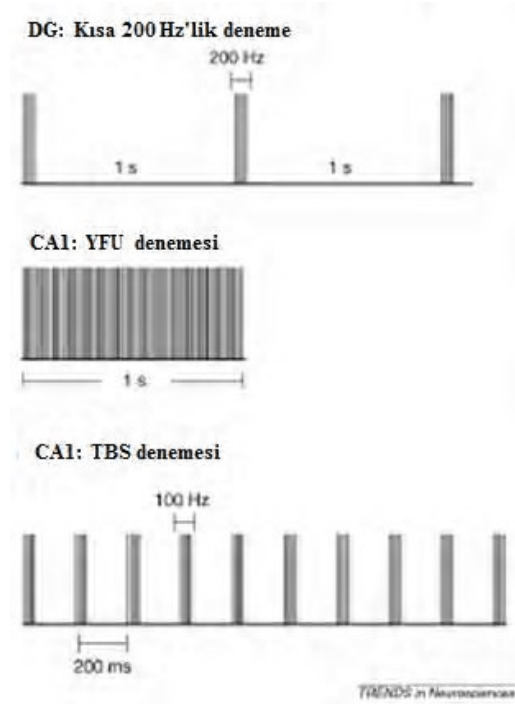 DG: Kısa 200 Hz'lik deneme
200 Hz
1 s 1 s
CA1: YFU denemesi
1 s
CA1: TBS denemesi
100 Hz
200 ms
TRENDS in Neurosciences